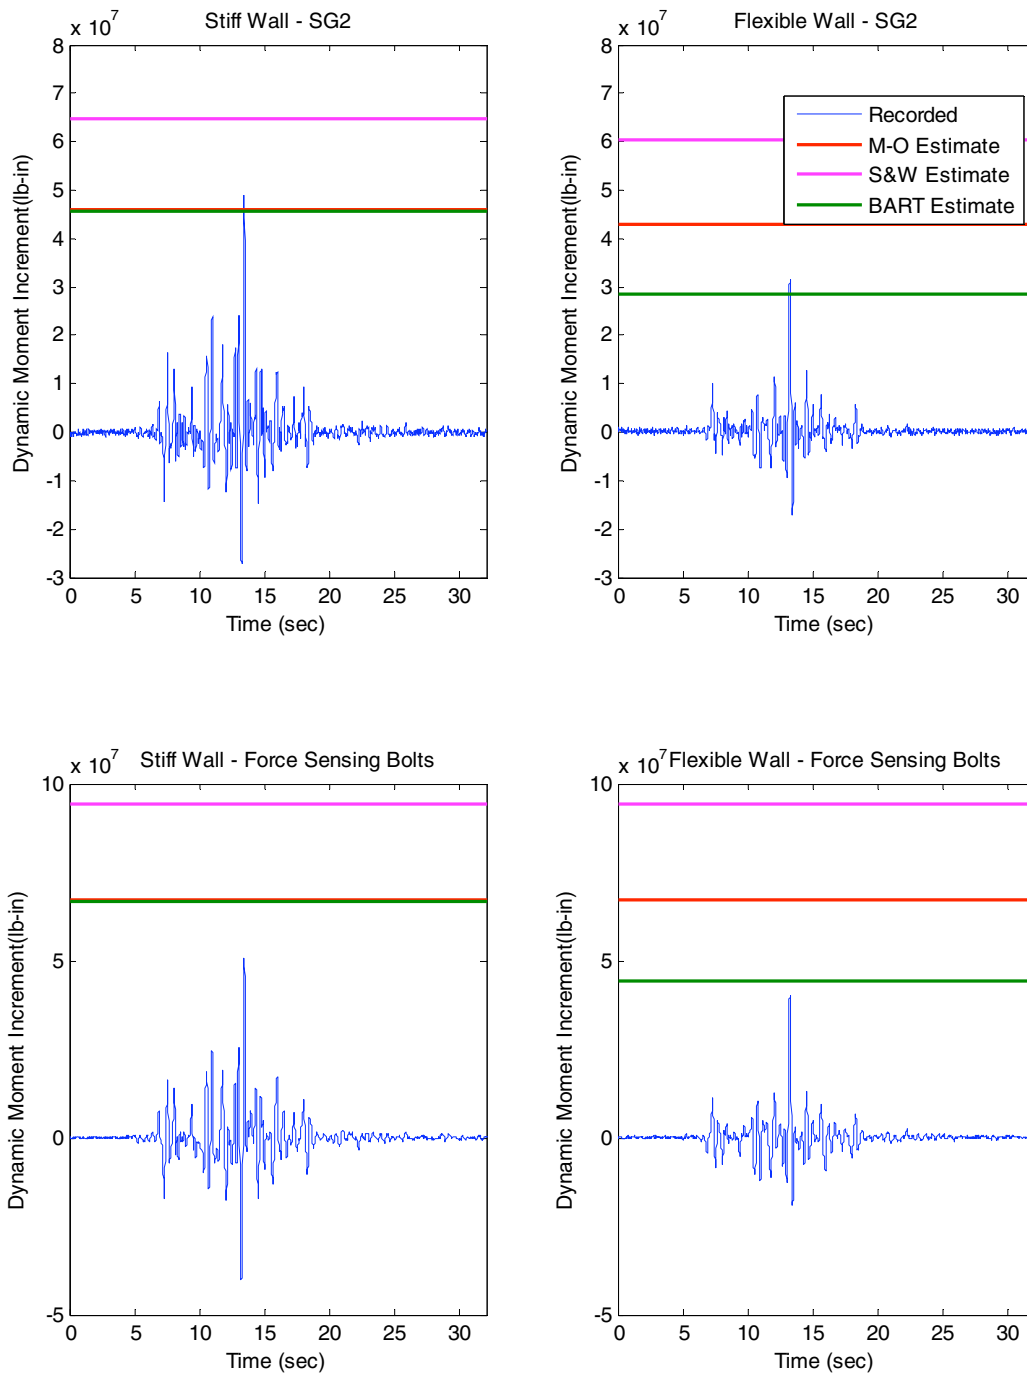 Stiff Wall - SG2
x 10^7
8
7
6
5
4
3
2
1
0
-1
-2
-3
Dynamic Moment Increment(lb-in)
0 5 10 15 20 25 30
Time (sec)
Flexible Wall - SG2
x 10^7
8
7
6
5
4
3
2
1
0
-1
-2
-3
Dynamic Moment Increment(lb-in)
0 5 10 15 20 25 30
Time (sec)
Recorded
M-O Estimate
S&W Estimate
BART Estimate
Stiff Wall - Force Sensing Bolts
x 10^7
10
5
0
-5
Dynamic Moment Increment(lb-in)
0 5 10 15 20 25 30
Time (sec)
Flexible Wall - Force Sensing Bolts
x 10^7
10
5
0
-5
Dynamic Moment Increment(lb-in)
0 5 10 15 20 25 30
Time (sec)